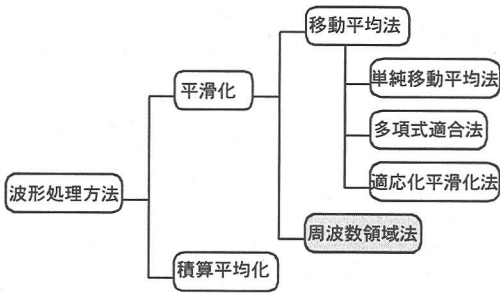 移動平均法
単純移動平均法
平滑化
多項式適合法
適応化平滑化法
波形処理方法
周波数領域法
積算平均化